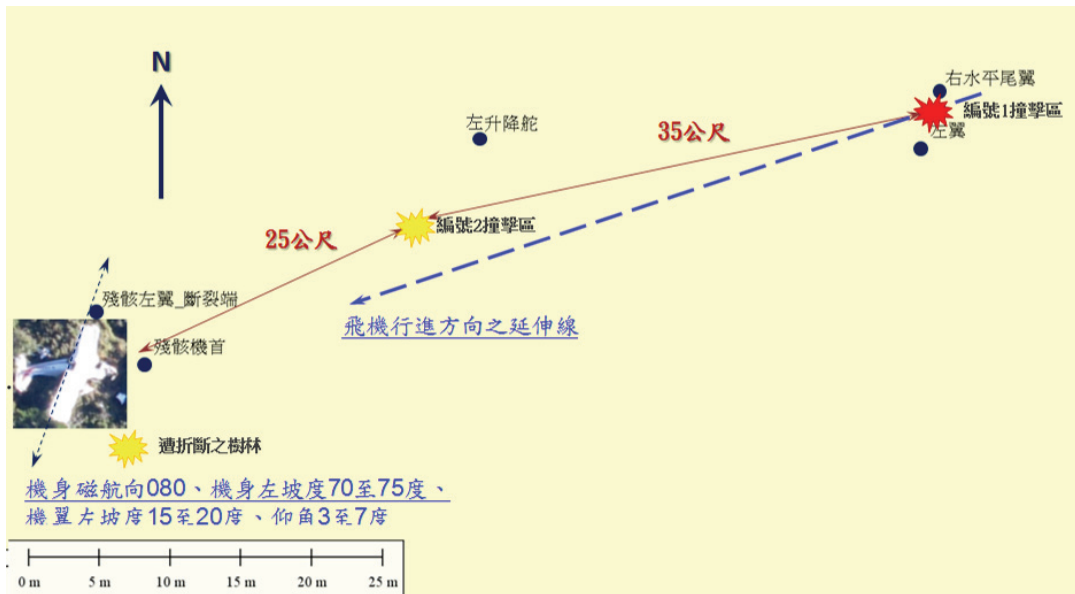 N
右水平尾翼
編號1撞擊區
左翼
左升降舵
35公尺
編號2撞擊區
25公尺
殘骸左翼_斷裂端
飛機行進方向之延伸線
殘骸機首
遭折斷之樹林
機身磁航向080、機身左坡度70至75度、
機翼左坡度15至20度、仰角3至7度
0 m 5 m 10 m 15 m 20 m 25 m